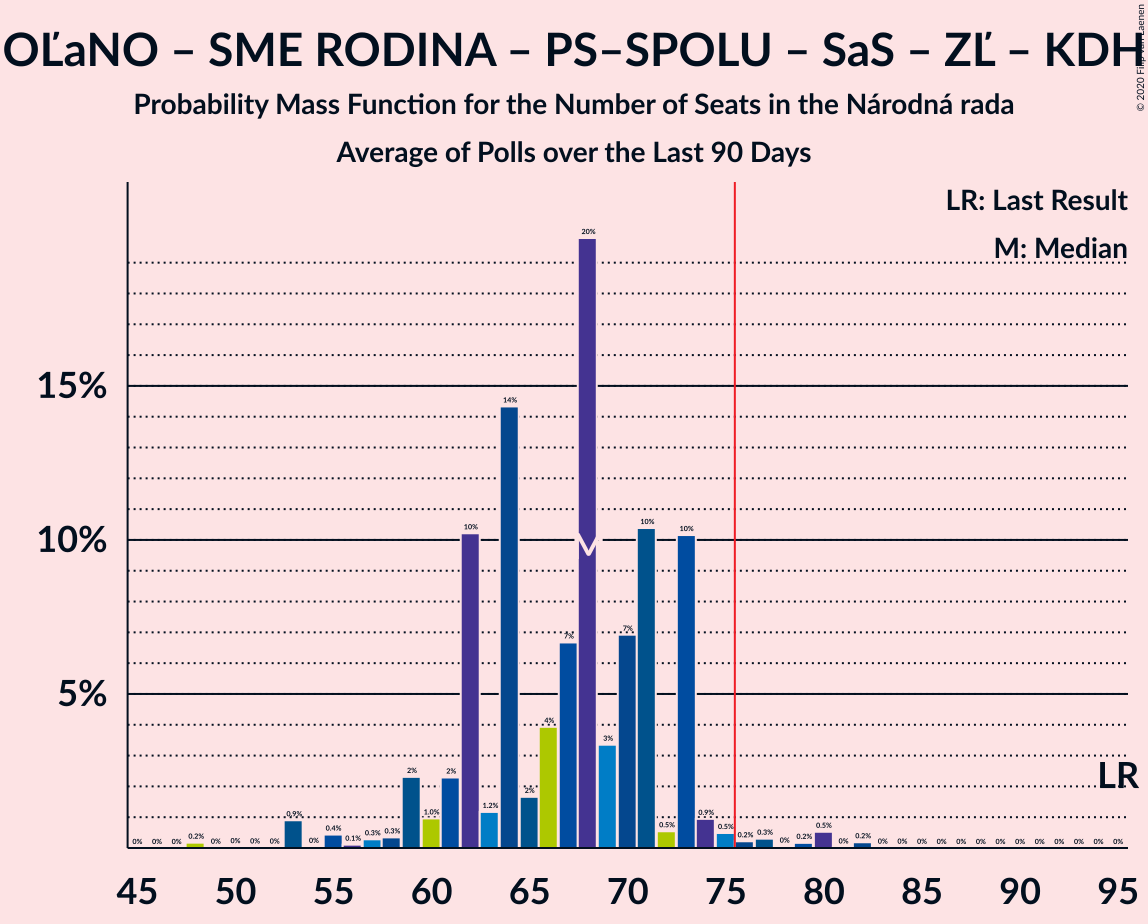 OĽaNO – SME RODINA – PS–SPOLU – SaS – ZĽ – KDH
Probability Mass Function for the Number of Seats in the Národná rada
Average of Polls over the Last 90 Days
© 2020 Filip van Laenen
LR: Last Result
M: Median
15%
10%
5%
0% 0% 0% 0.2% 0% 0% 0% 0% 0.9% 0% 0.4% 0.1% 0.3% 0.3% 2% 1.0% 2% 10% 1.2% 14% 2% 4% 7% 20% 3% 7% 10% 0.5% 10% 0.9% 0.5% 0.2% 0.3% 0% 0.2% 0.5% 0% 0.2% 0% 0% 0% 0% 0% 0% 0% 0% 0% 0% 0% 0% 0%
LR
45 50 55 60 65 70 75 80 85 90 95